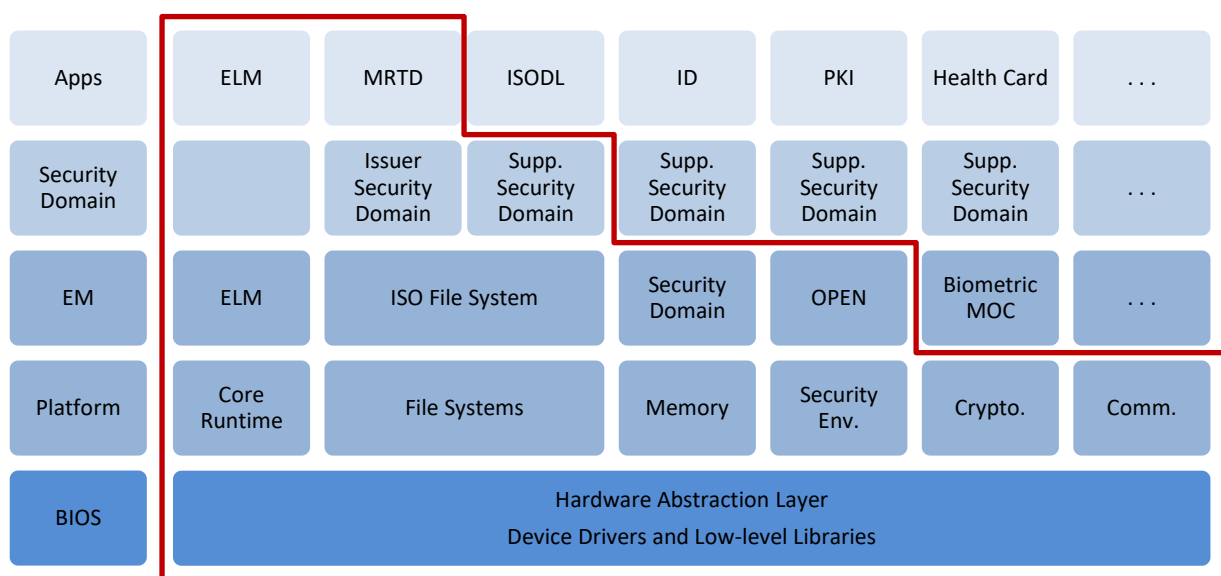 Apps
ELM
MRTD
ISODL
ID
PKI
Health Card
. . .
Security
Domain
Issuer
Security
Domain
Supp.
Security
Domain
Supp.
Security
Domain
Supp.
Security
Domain
Supp.
Security
Domain
. . .
EM
ELM
ISO File System
Security
Domain
OPEN
Biometric
MOC
. . .
Platform
Core
Runtime
File Systems
Memory
Security
Env.
Crypto.
Comm.
BIOS
Hardware Abstraction Layer
Device Drivers and Low-level Libraries